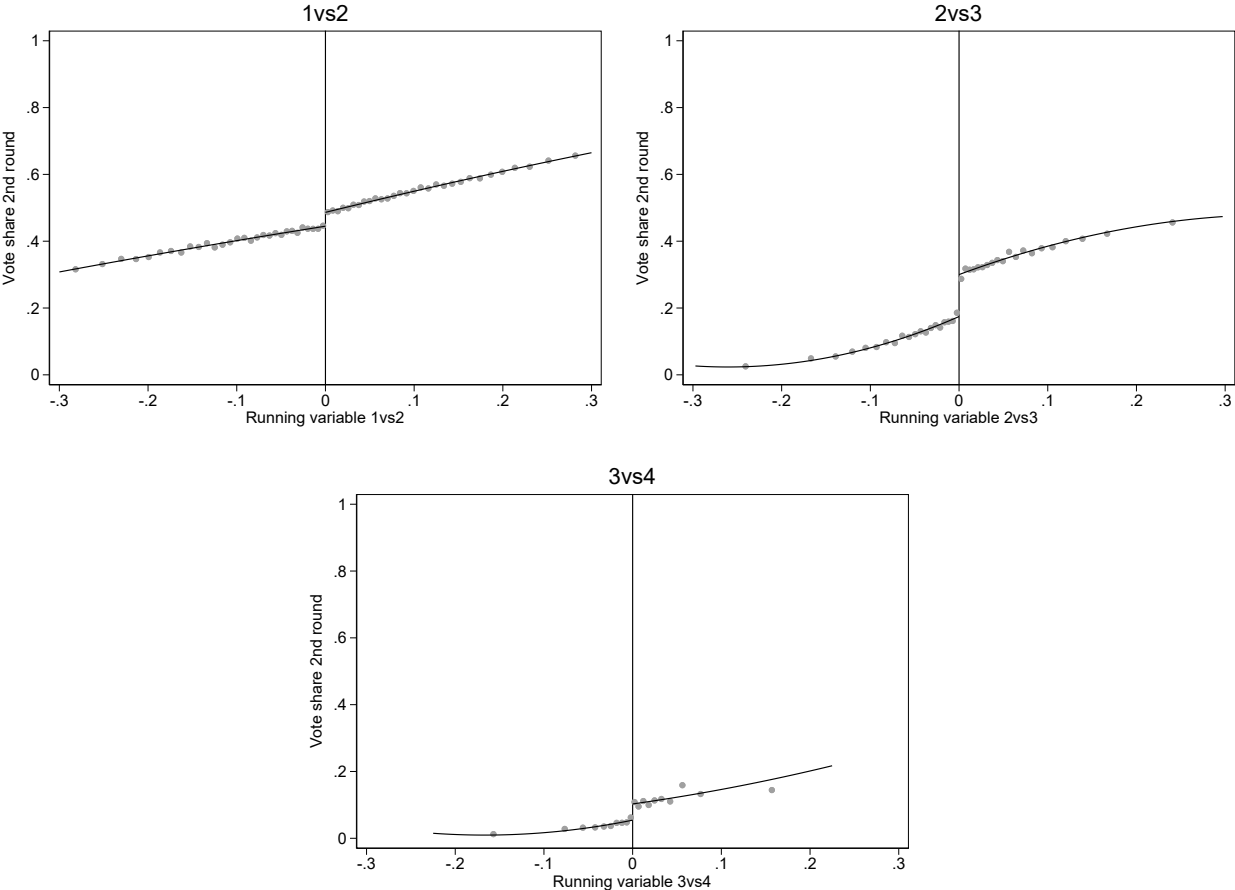 1vs2
Vote share 2nd round
1
.8
.6
.4
.2
0
-.3 -.2 -.1 0 .1 .2 .3
Running variable 1vs2
2vs3
Vote share 2nd round
1
.8
.6
.4
.2
0
-.3 -.2 -.1 0 .1 .2 .3
Running variable 2vs3
3vs4
Vote share 2nd round
1
.8
.6
.4
.2
0
-.3 -.2 -.1 0 .1 .2 .3
Running variable 3vs4